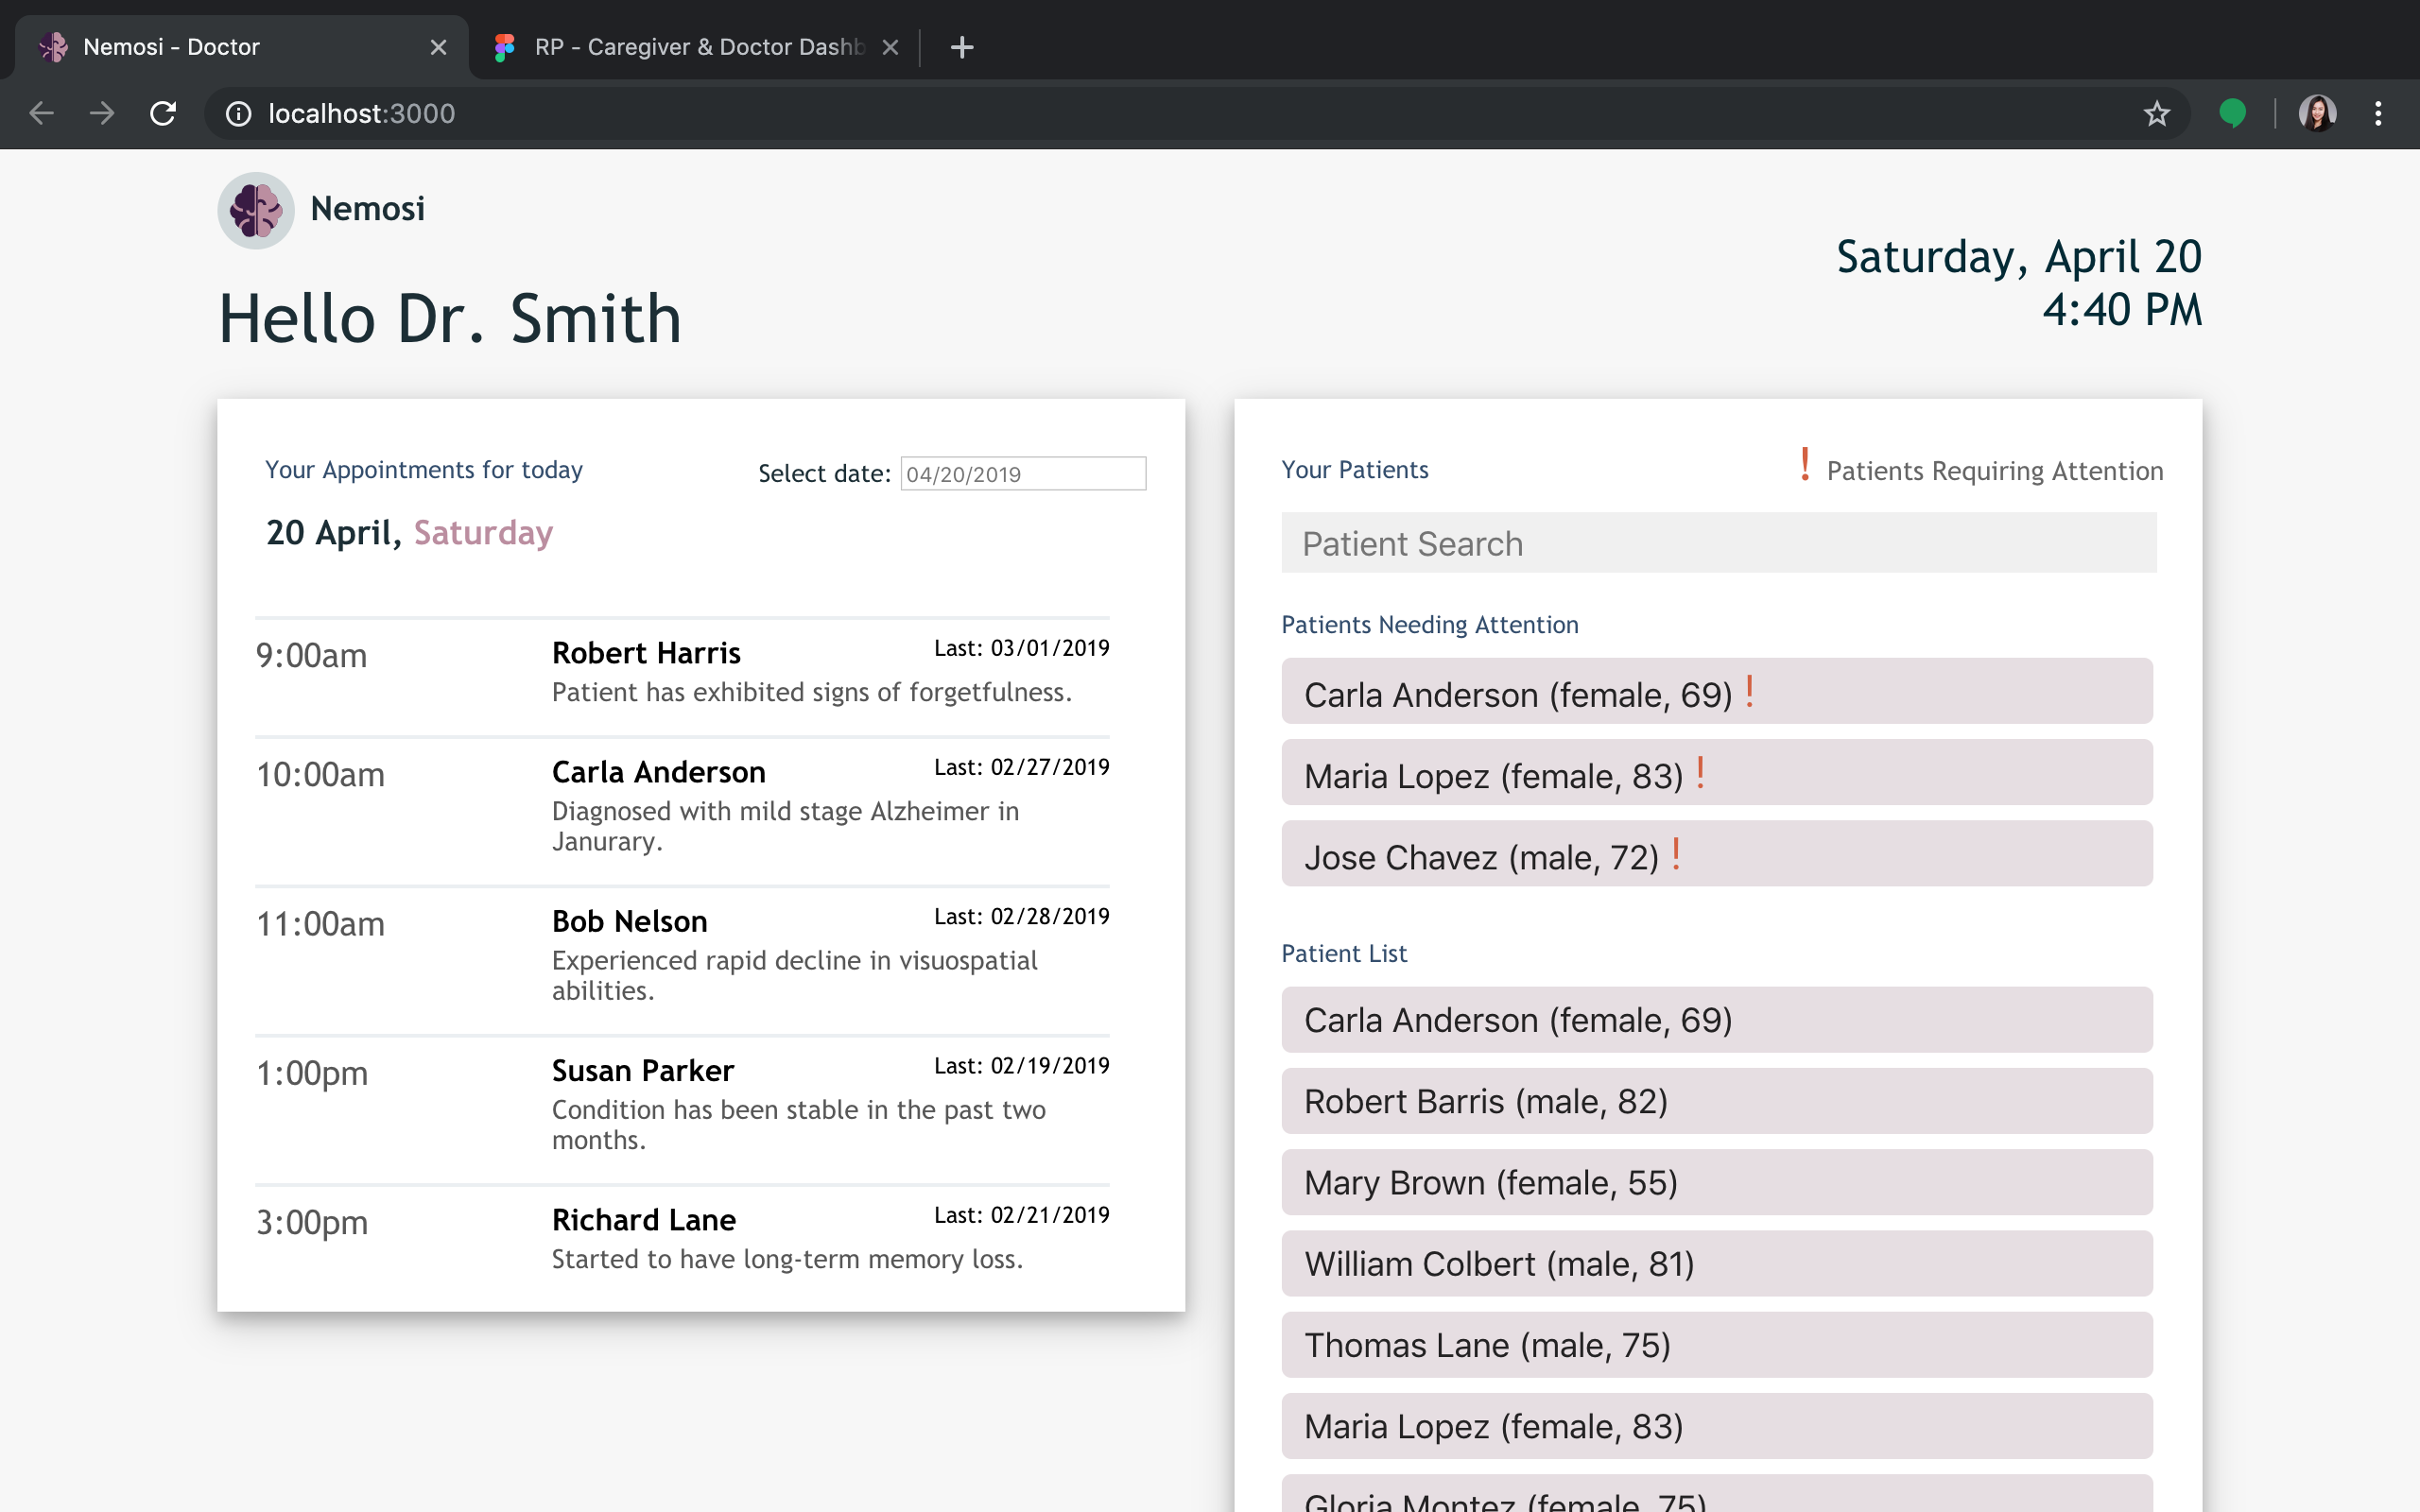 Nemosi - Doctor
RP - Caregiver & Doctor Dashb
localhost:3000
Nemosi
Hello Dr. Smith
Saturday, April 20
4:40 PM
Your Appointments for today
Select date: 04/20/2019
20 April, Saturday
9:00am
Robert Harris
Last: 03/01/2019
Patient has exhibited signs of forgetfulness.
10:00am
Carla Anderson
Last: 02/27/2019
Diagnosed with mild stage Alzheimer in
Janurary.
11:00am
Bob Nelson
Last: 02/28/2019
Experienced rapid decline in visuospatial
abilities.
1:00pm
Susan Parker
Last: 02/19/2019
Condition has been stable in the past two
months.
3:00pm
Richard Lane
Last: 02/21/2019
Started to have long-term memory loss.
Your Patients
! Patients Requiring Attention
Patient Search
Patients Needing Attention
Carla Anderson (female, 69) !
Maria Lopez (female, 83) !
Jose Chavez (male, 72) !
Patient List
Carla Anderson (female, 69)
Robert Barris (male, 82)
Mary Brown (female, 55)
William Colbert (male, 81)
Thomas Lane (male, 75)
Maria Lopez (female, 83)
Gloria Montez (female, 75)